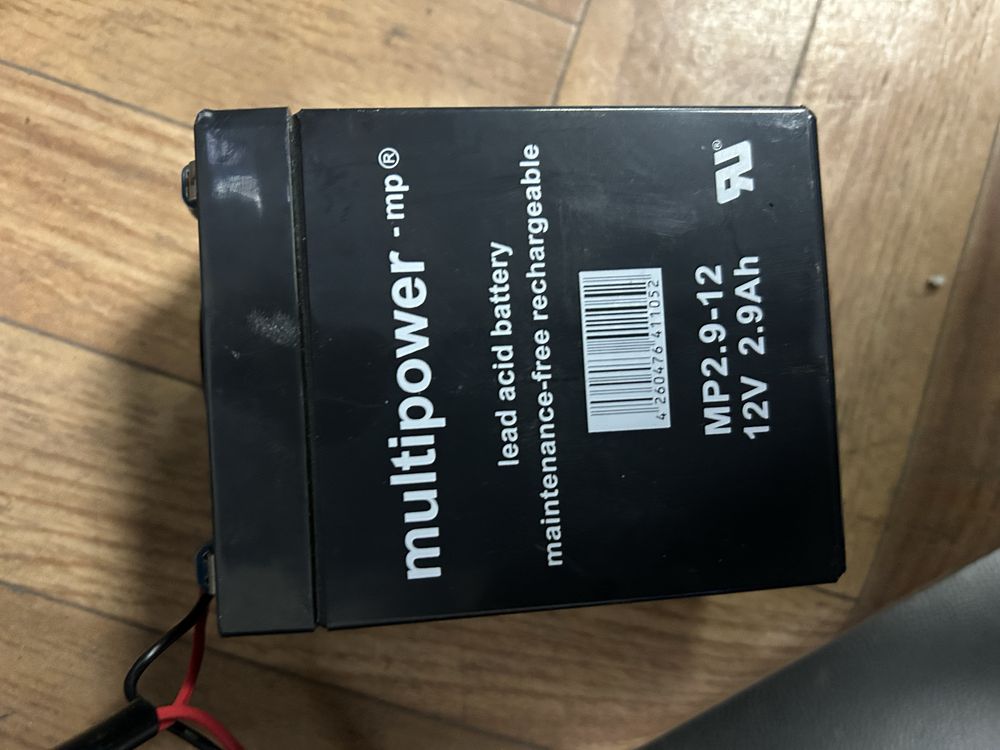 multipower - mp®
lead acid battery
maintenance-free rechargeable
4 260476 411052
MP2.9-12
12V 2.9Ah